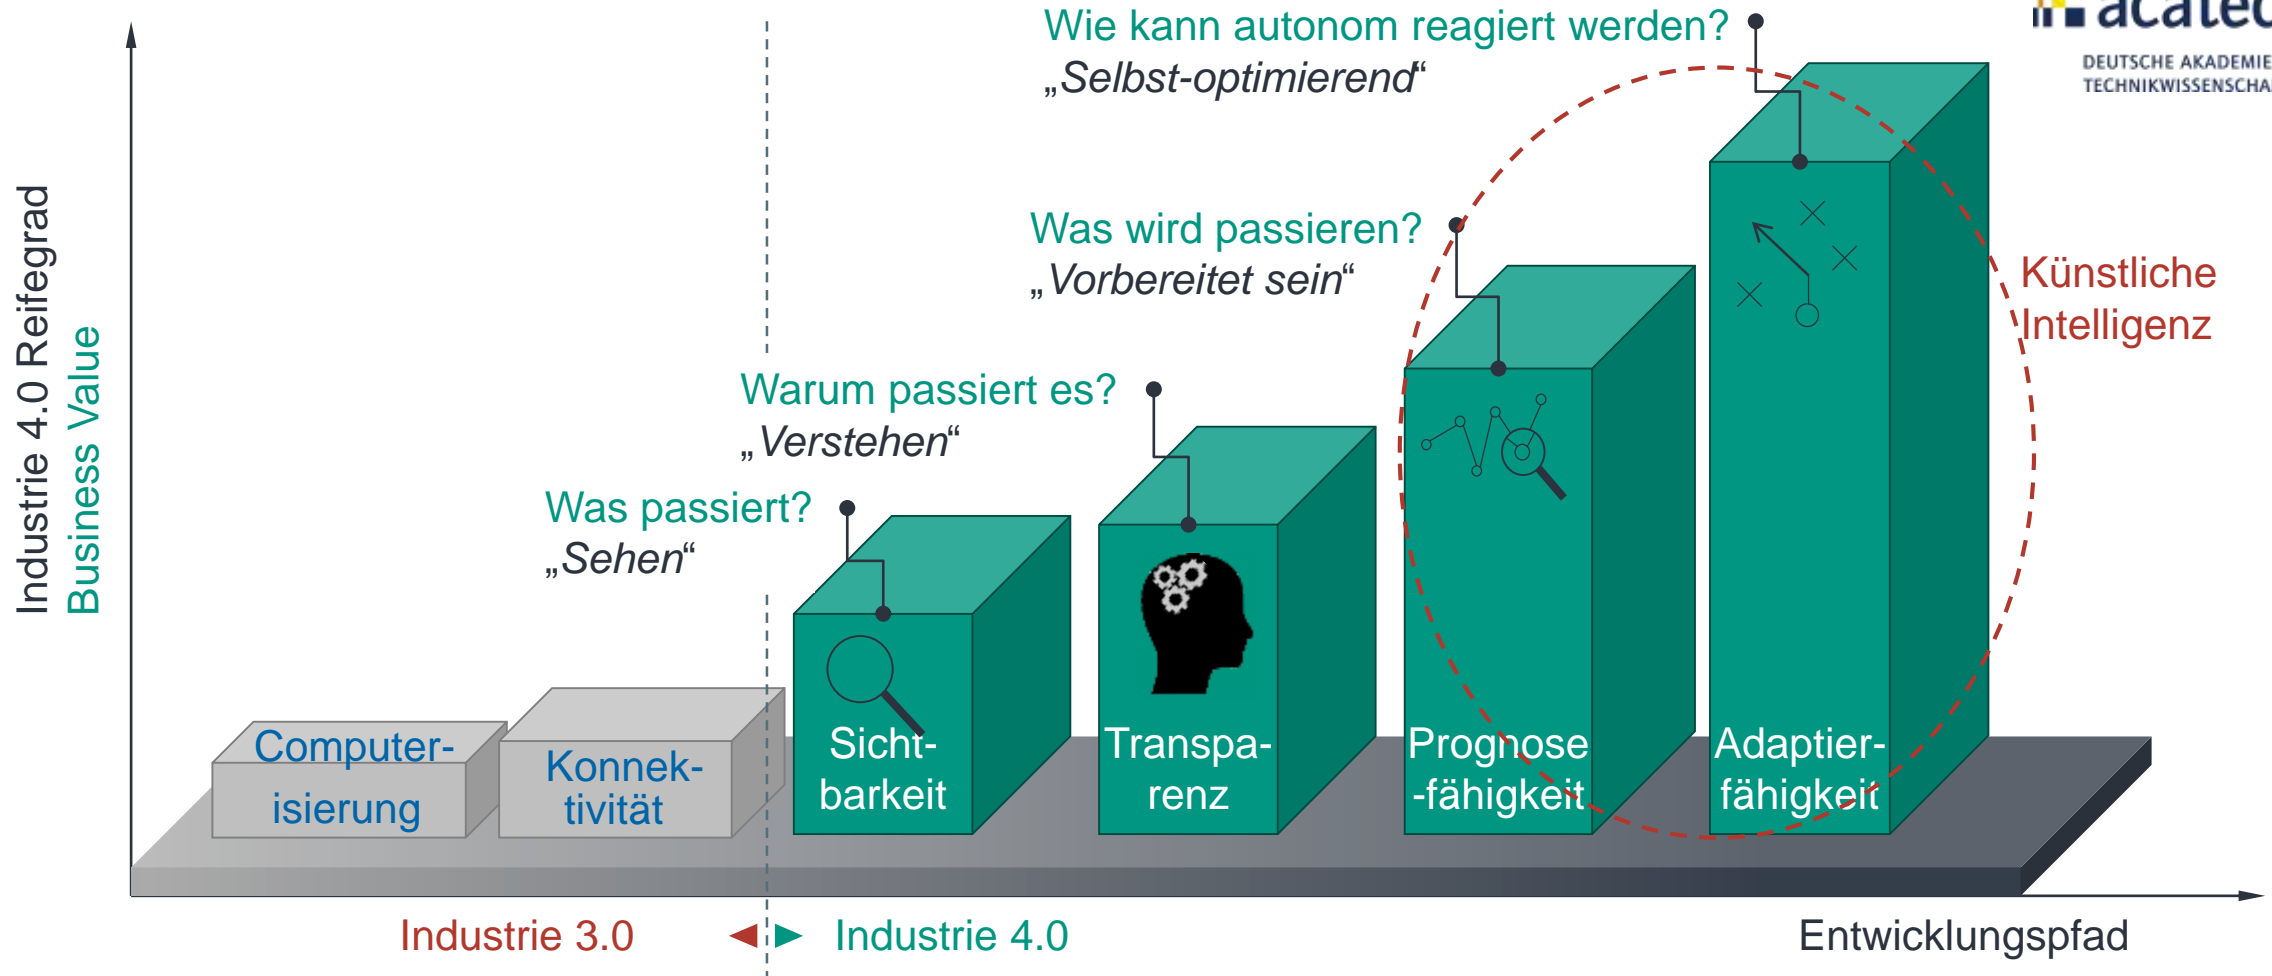 Wie kann autonom reagiert werden?
„Selbst-optimierend“
DEUTSCHE AKADEMIE
Was wird passieren?
„Vorbereitet sein“
Künstliche
Intelligenz
Warum passiert es?
„Verstehen“
Was passiert?
„Sehen“
Industrie 4.0 Reifegrad
Business Value
Computer-
isierung
Konnek-
tivität
Sicht-
barkeit
Transpa-
renz
Prognose
-fähigkeit
Adaptier-
fähigkeit
Industrie 3.0
Industrie 4.0
Entwicklungspfad